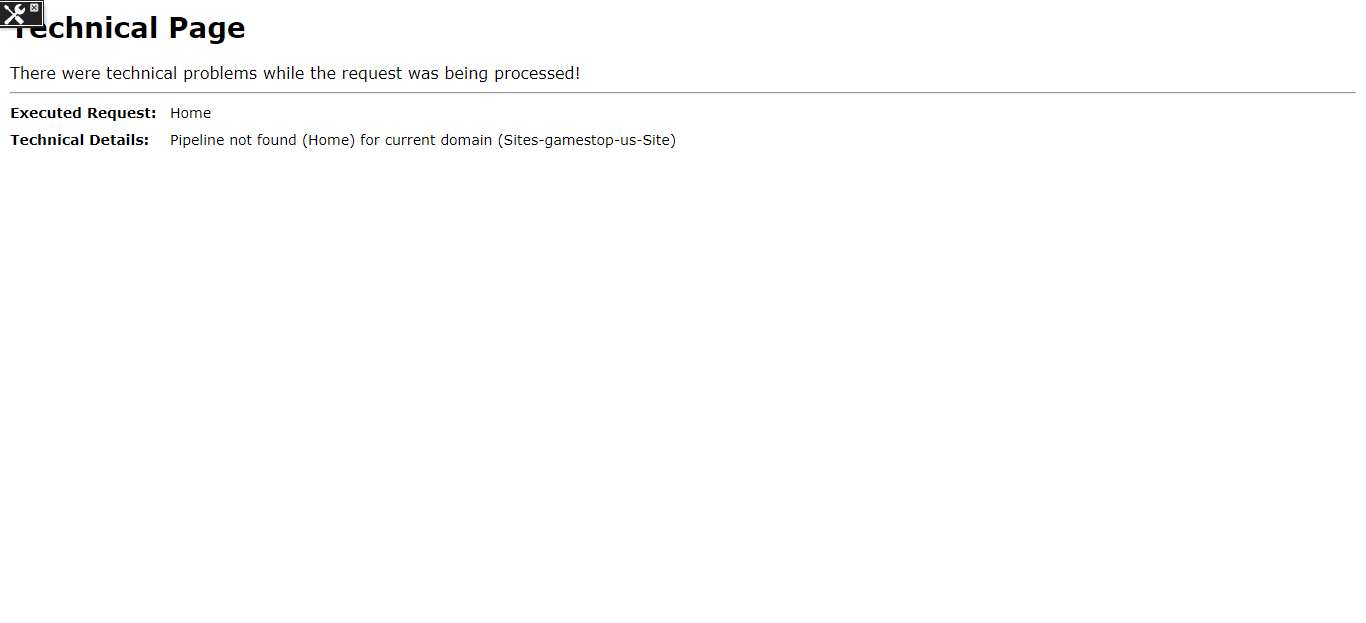 Technical Page
There were technical problems while the request was being processed!
Executed Request: Home
Technical Details: Pipeline not found (Home) for current domain (Sites-gamestop-us-Site)